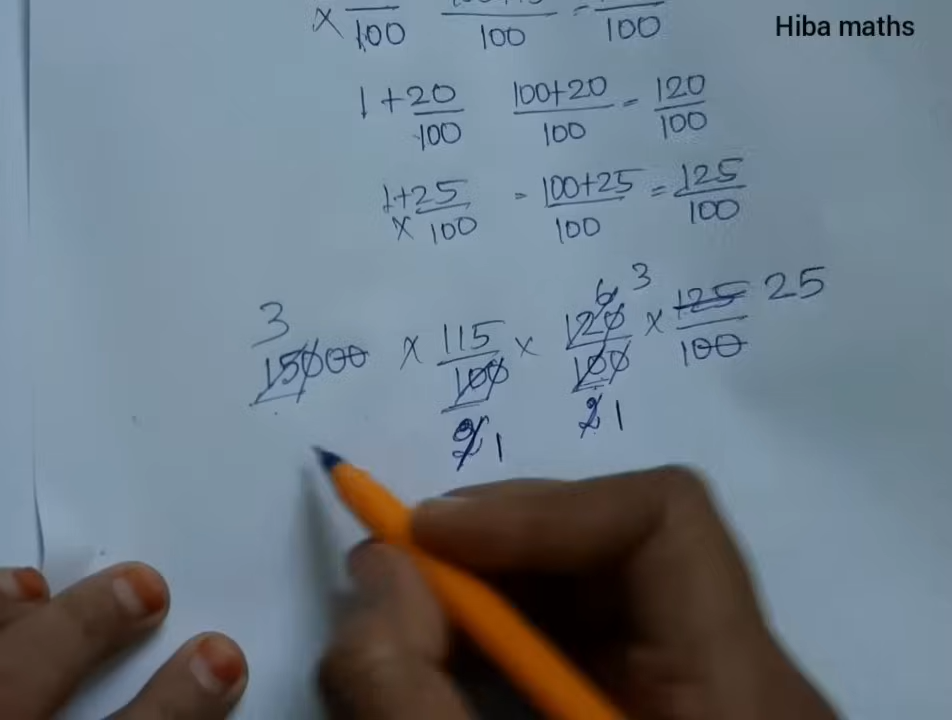 Hiba maths
× 100 100 - 100
1 + 20/100 100+20/100 - 120/100
1 + 25/100 × = 100+25/100 = 125/100
3 6 3
15000 × 115/100 × 120/100 × 125/100 25
2 1 2 1